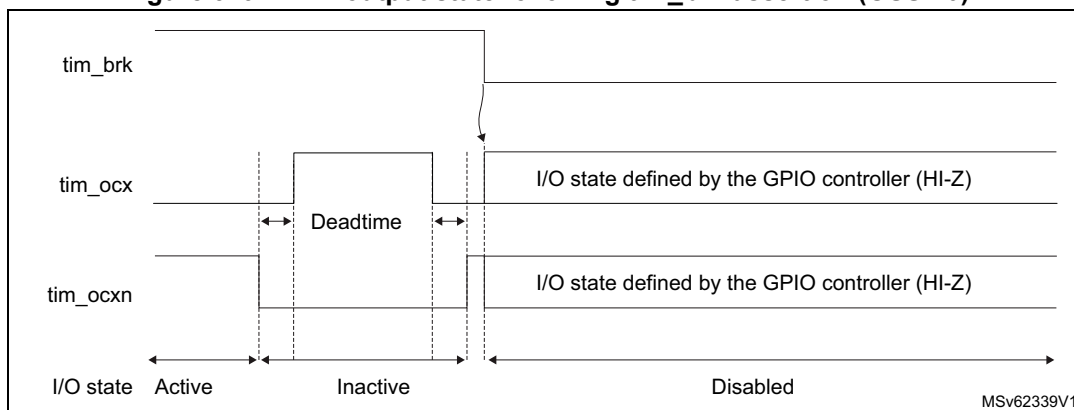 tim_brk
tim_ocx
I/O state defined by the GPIO controller (HI-Z)
Deadtime
tim_ocxn
I/O state defined by the GPIO controller (HI-Z)
I/O state Active Inactive Disabled
MSv62339V1